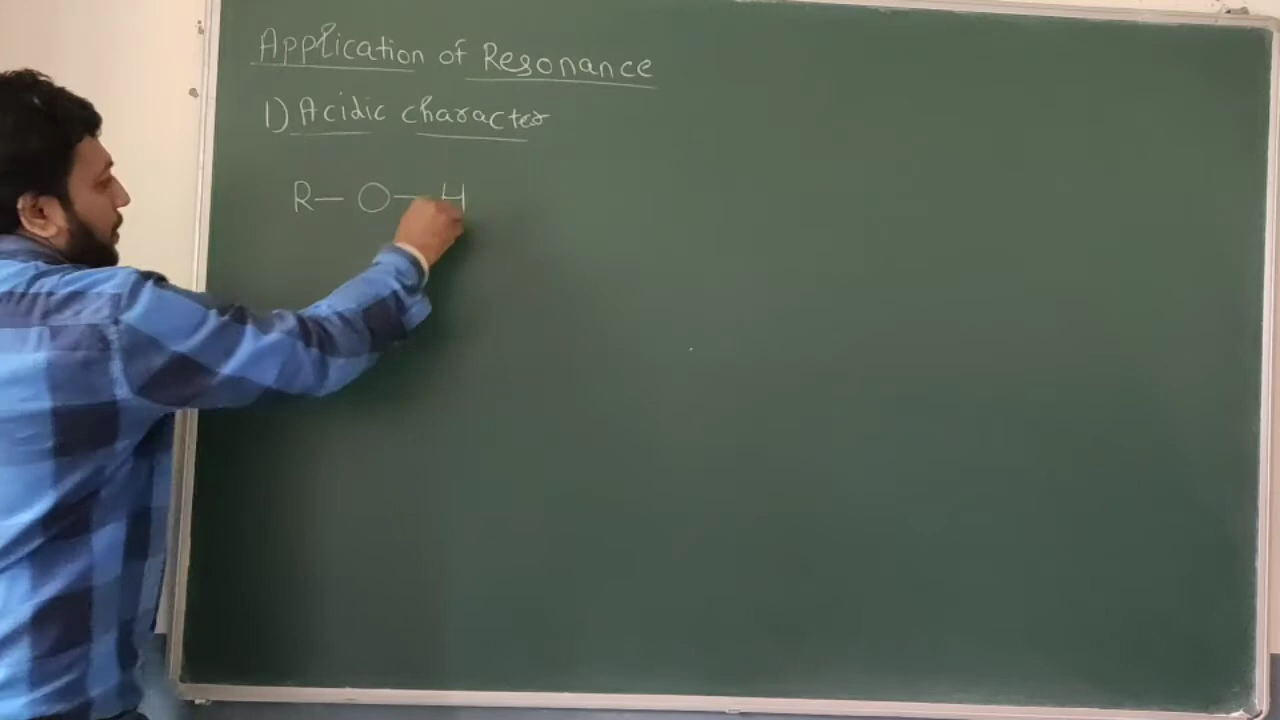 Application of Resonance
1) Acidic character
R — O — H